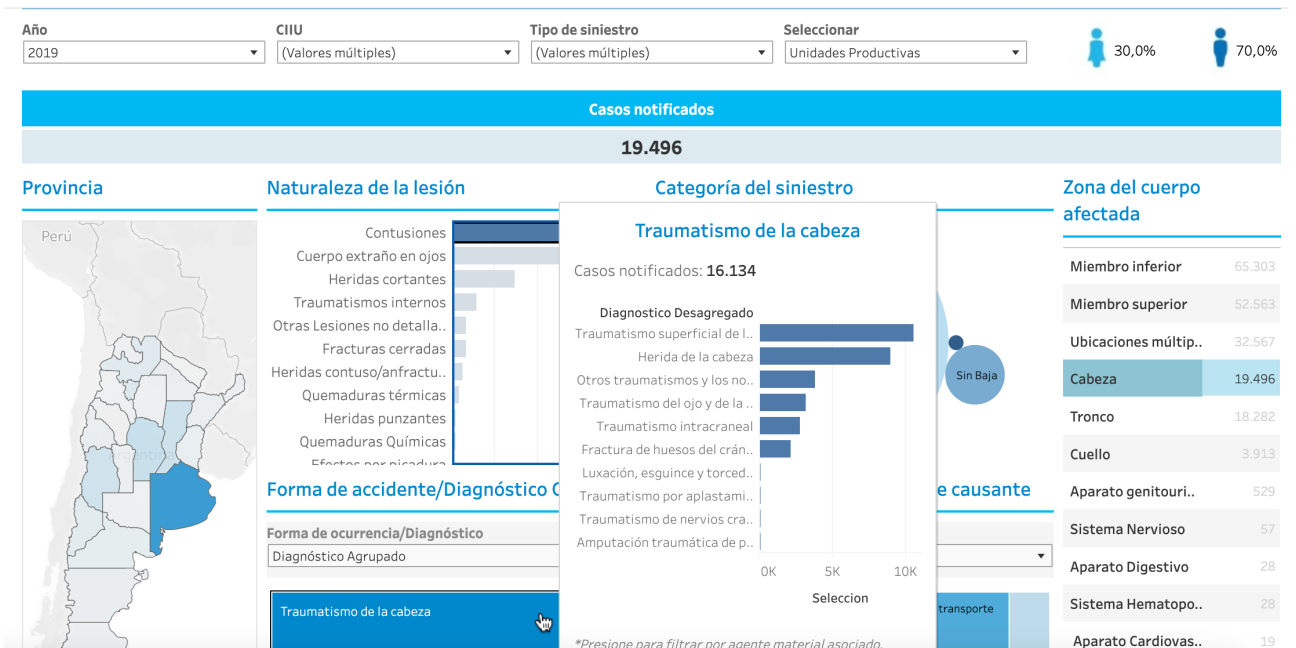 Año
CIIU
Tipo de siniestro
Seleccionar
2019
(Valores múltiples)
(Valores múltiples)
Unidades Productivas
30,0%
70,0%
Casos notificados
19.496
Provincia
Perú
Argentina
Naturaleza de la lesión
Contusiones
Cuerpo extraño en ojos
Heridas cortantes
Traumatismos internos
Otras Lesiones no detalla..
Fracturas cerradas
Heridas contuso/anfractu..
Quemaduras térmicas
Heridas punzantes
Quemaduras Químicas
Efectos por picadura
Categoría del siniestro
Sin Baja
Traumatismo de la cabeza
Casos notificados: 16.134
Diagnostico Desagregado
Traumatismo superficial de l..
Herida de la cabeza
Otros traumatismos y los no..
Traumatismo del ojo y de la ..
Traumatismo intracraneal
Fractura de huesos del crán..
Luxación, esguince y torced..
Traumatismo por aplastami..
Traumatismo de nervios cra..
Amputación traumática de p..
0K 5K 10K
Seleccion
*Presione para filtrar por agente material asociado.
Zona del cuerpo
afectada
Miembro inferior 65.303
Miembro superior 52.563
Ubicaciones múltip.. 32.567
Cabeza 19.496
Tronco 18.282
Cuello 3.913
Aparato genitouri.. 529
Sistema Nervioso 57
Aparato Digestivo 28
Sistema Hematopo.. 28
Aparato Cardiovas.. 19
Forma de accidente/Diagnóstico
e causante
Forma de ocurrencia/Diagnóstico
Diagnóstico Agrupado
Traumatismo de la cabeza
transporte